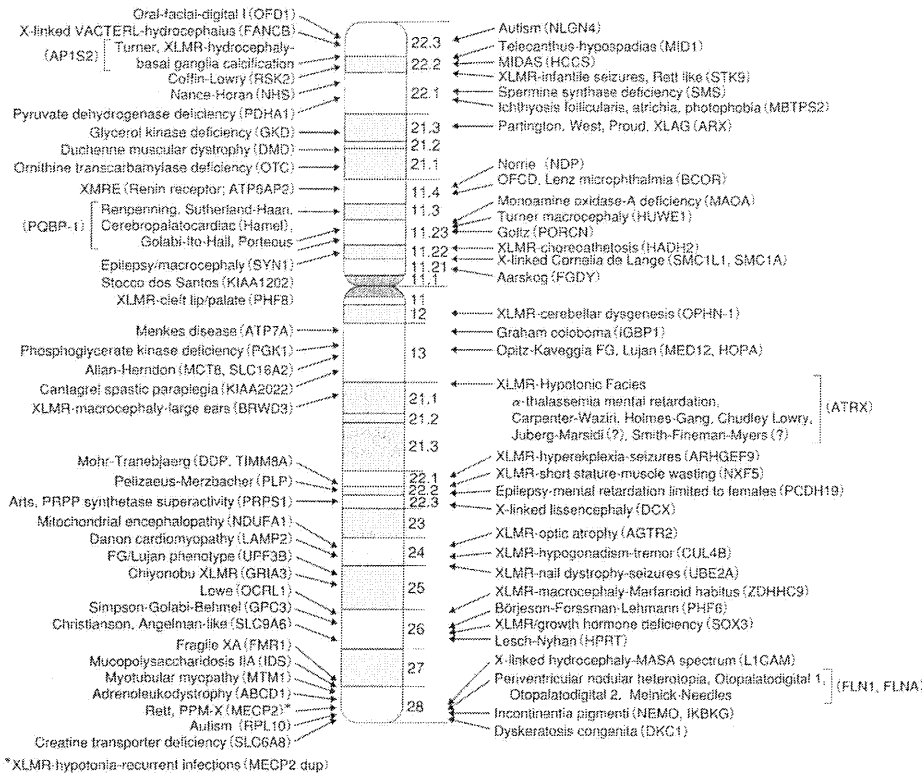 Oral-facial-digital I (OFD1)
X-linked VACTERL-hydrocephalus (FANCB)
(AP1S2)
Turner, XLMR-hydrocephaly-
basal ganglia calcification
Coffin-Lowry (RSK2)
Nance-Horan (NHS)
Pyruvate dehydrogenase deficiency (PDHA1)
Glycerol kinase deficiency (GKD)
Duchenne muscular dystrophy (DMD)
Ornithine transcarbamylase deficiency (OTC)
XMRE (Renin receptor; ATP6AP2)
(PQBP-1)
Renpenning, Sutherland-Haan,
Cerebropalatocardiac (Hamel),
Golabi-Ito-Hall, Porteous
Epilepsy/macrocephaly (SYN1)
Stocco dos Santos (KIAA1202)
XLMR-cleft lip/palate (PHF8)
Menkes disease (ATP7A)
Phosphoglycerate kinase deficiency (PGK1)
Allan-Herndon (MCT8, SLC16A2)
Cantagrel spastic paraplegia (KIAA2022)
XLMR-macrocephaly-large ears (BRWD3)
Mohr-Tranebjaerg (DDP, TIMM8A)
Pelizaeus-Merzbacher (PLP)
Arts, PRPP synthetase superactivity (PRPS1)
Mitochondrial encephalopathy (NDUFA1)
Danon cardiomyopathy (LAMP2)
FG/Lujan phenotype (UPF3B)
Chiyonobu XLMR (GRIA3)
Lowe (OCRL1)
Simpson-Golabi-Behmel (GPC3)
Christianson, Angelman-like (SLC9A6)
Fragile XA (FMR1)
Mucopolysaccharidosis IIA (IDS)
Myotubular myopathy (MTM1)
Adrenoleukodystrophy (ABCD1)
Rett, PPM-X (MECP2)*
Autism (RPL10)
Creatine transporter deficiency (SLC6A8)
*XLMR-hypotonia-recurrent infections (MECP2 dup)
22.3
22.2
22.1
21.3
21.2
21.1
11.4
11.3
11.23
11.22
11.21
11.1
11
12
13
21.1
21.2
21.3
22.1
22.2
22.3
23
24
25
26
27
28
Autism (NLGN4)
Telecanthus-hypospadias (MID1)
MIDAS (HCCS)
XLMR-infantile seizures, Rett like (STK9)
Spermine synthase deficiency (SMS)
Ichthyosis follicularis, atrichia, photophobia (MBTPS2)
Partington, West, Proud, XLAG (ARX)
Norrie (NDP)
OFCD, Lenz microphthalmia (BCOR)
Monoamine oxidase-A deficiency (MAOA)
Turner macrocephaly (HUWE1)
Goltz (PORCN)
XLMR-choreoathetosis (HADH2)
X-linked Cornelia de Lange (SMC1L1, SMC1A)
Aarskog (FGDY)
XLMR-cerebellar dysgenesis (OPHN-1)
Graham coloboma (IGBP1)
Opitz-Kaveggia FG, Lujan (MED12, HOPA)
XLMR-Hypotonic Facies
α-thalassemia mental retardation,
Carpenter-Waziri, Holmes-Gang, Chudley Lowry,
Juberg-Marsidi (?), Smith-Fineman-Myers (?)
(ATRX)
XLMR-hyperekplexia-seizures (ARHGEF9)
XLMR-short stature-muscle wasting (NXF5)
Epilepsy-mental retardation limited to females (PCDH19)
X-linked lissencephaly (DCX)
XLMR-optic atrophy (AGTR2)
XLMR-hypogonadism-tremor (CUL4B)
XLMR-nail dystrophy-seizures (UBE2A)
XLMR-macrocephaly-Marfanoid habitus (ZDHHC9)
Börjeson-Forssman-Lehmann (PHF6)
XLMR/growth hormone deficiency (SOX3)
Lesch-Nyhan (HPRT)
X-linked hydrocephaly-MASA spectrum (L1CAM)
Periventricular nodular heterotopia, Otopalatodigital 1,
Otopalatodigital 2, Melnick-Needles
(FLN1, FLNA)
Incontinentia pigmenti (NEMO, IKBKG)
Dyskeratosis congenita (DKC1)